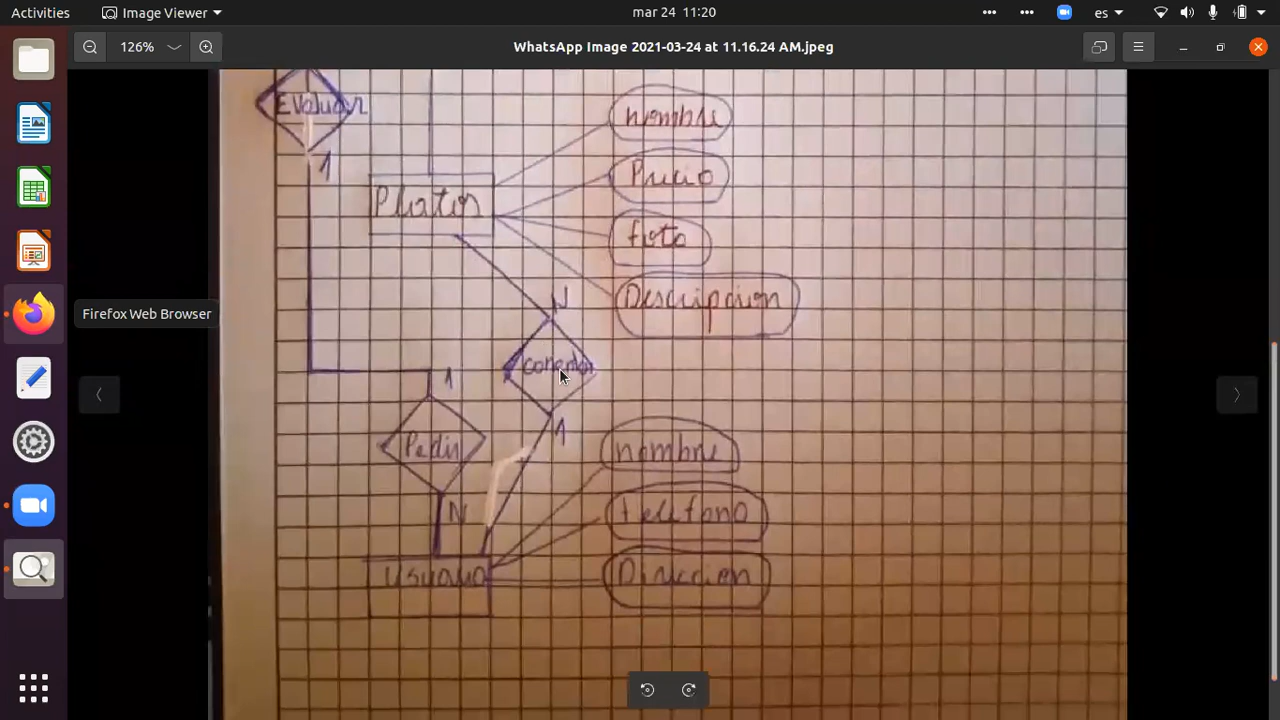 Activities
Image Viewer
mar 24 11:20
es
126%
WhatsApp Image 2021-03-24 at 11.16.24 AM.jpeg
Evaluar
1
nombre
Precio
Platos
foto
Descripcion
Firefox Web Browser
N
1
1
Pedir
nombre
N
telefono
Usuario
Direccion